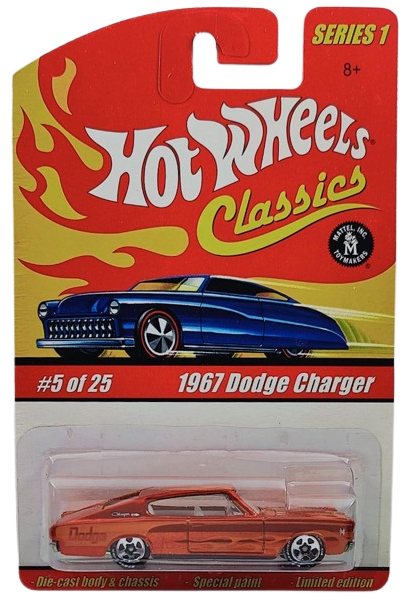 SERIES 1
8+
HOT WHEELS
Classics
MATTEL, INC.
M
TOYMAKERS
#5 of 25
1967 Dodge Charger
Charger
Dodge
• Die-cast body & chassis • Special paint • Limited edition